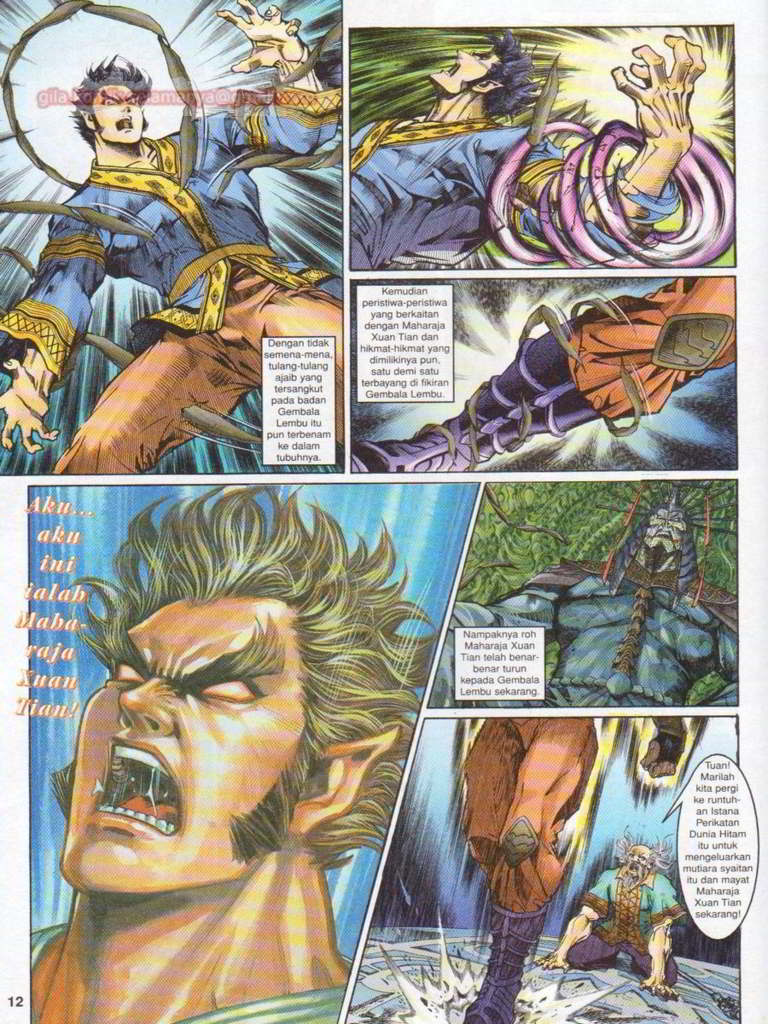 Dengan tidak
semena-mena,
tulang-tulang
ajaib yang
tersangkut
pada badan
Gembala
Lembu itu
pun terbenam
ke dalam
tubuhnya.
Kemudian
peristiwa-peristiwa
yang berkaitan
dengan Maharaja
Xuan Tian dan
hikmat-hikmat yang
dimilikinya pun,
satu demi satu
terbayang di fikiran
Gembala Lembu.
Aku...
aku
ini
ialah
Maha-
raja
Xuan
Tian!
Nampaknya roh
Maharaja Xuan
Tian telah benar-
benar turun
kepada Gembala
Lembu sekarang.
Tuan!
Marilah
kita pergi
ke runtuh-
an Istana
Perikatan
Dunia Hitam
itu untuk
mengeluarkan
mutiara syaitan
itu dan mayat
Maharaja
Xuan Tian
sekarang!
12